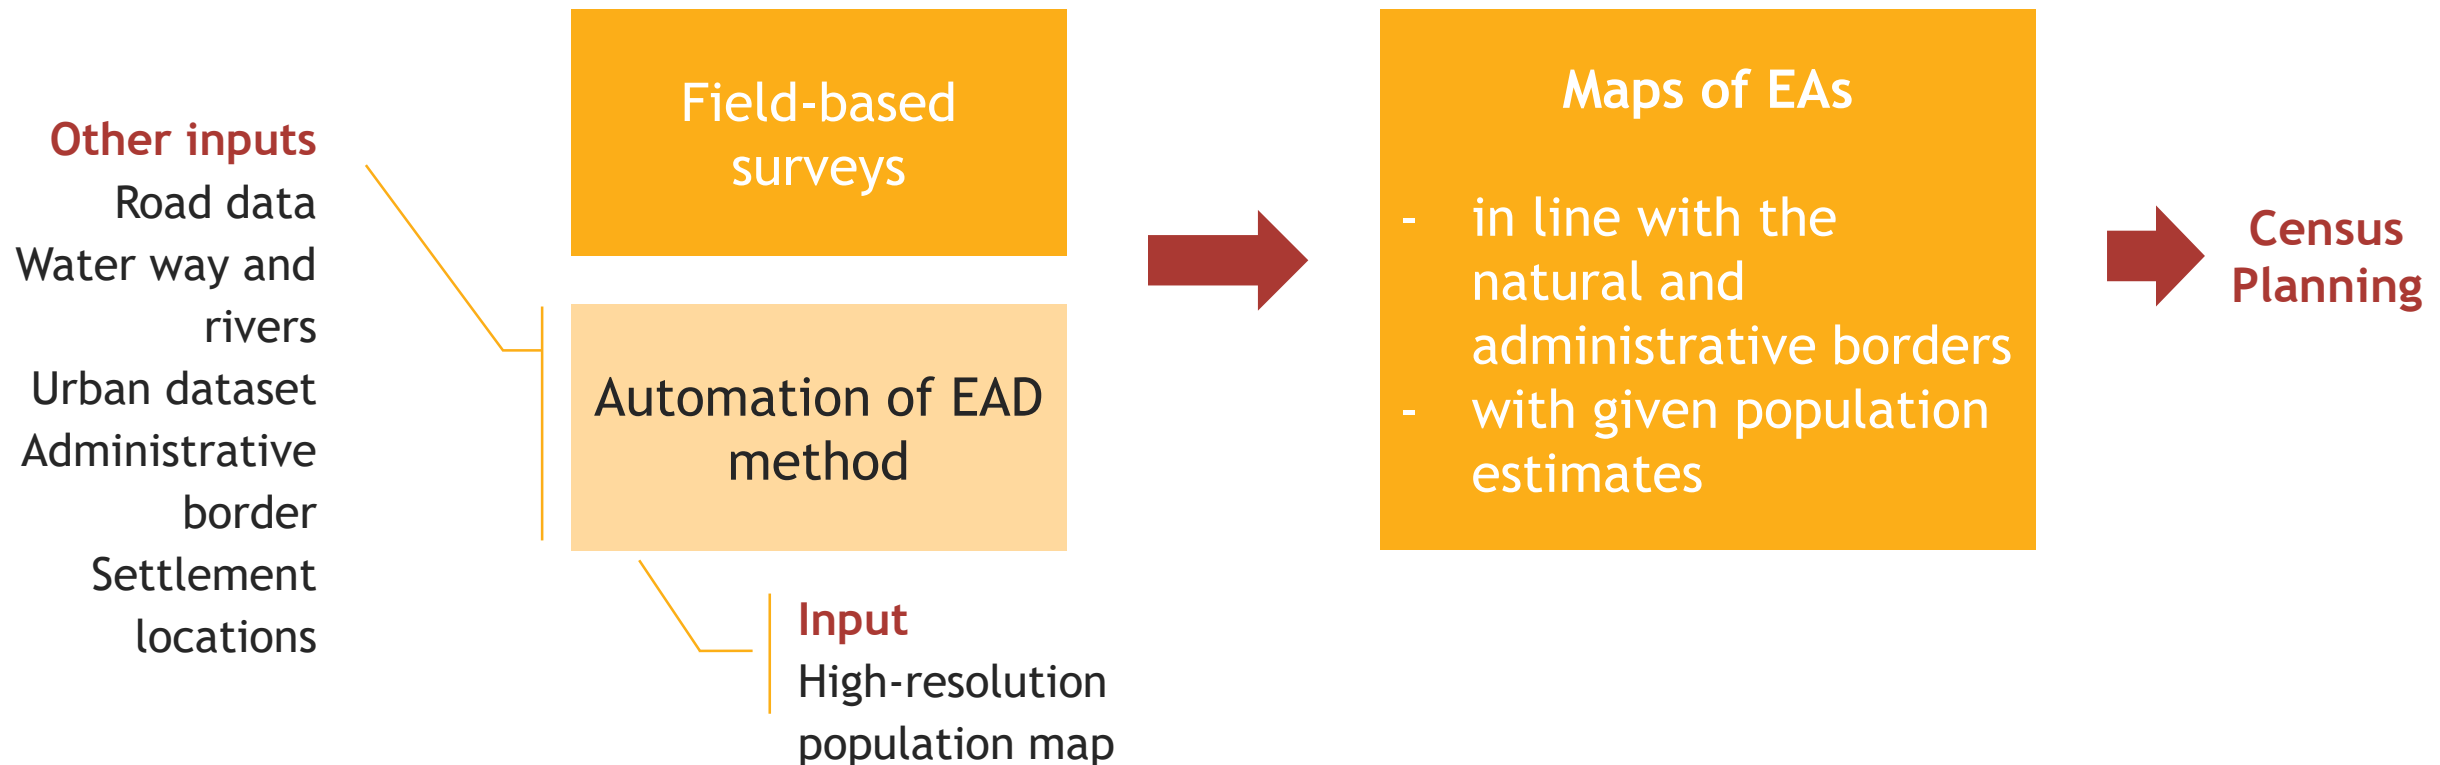 Other inputs
Road data
Water way and
rivers
Urban dataset
Administrative
border
Settlement
locations
Field-based
surveys
Automation of EAD
method
Input
High-resolution
population map
Maps of EAs
- in line with the
natural and
administrative borders
- with given population
estimates
Census
Planning